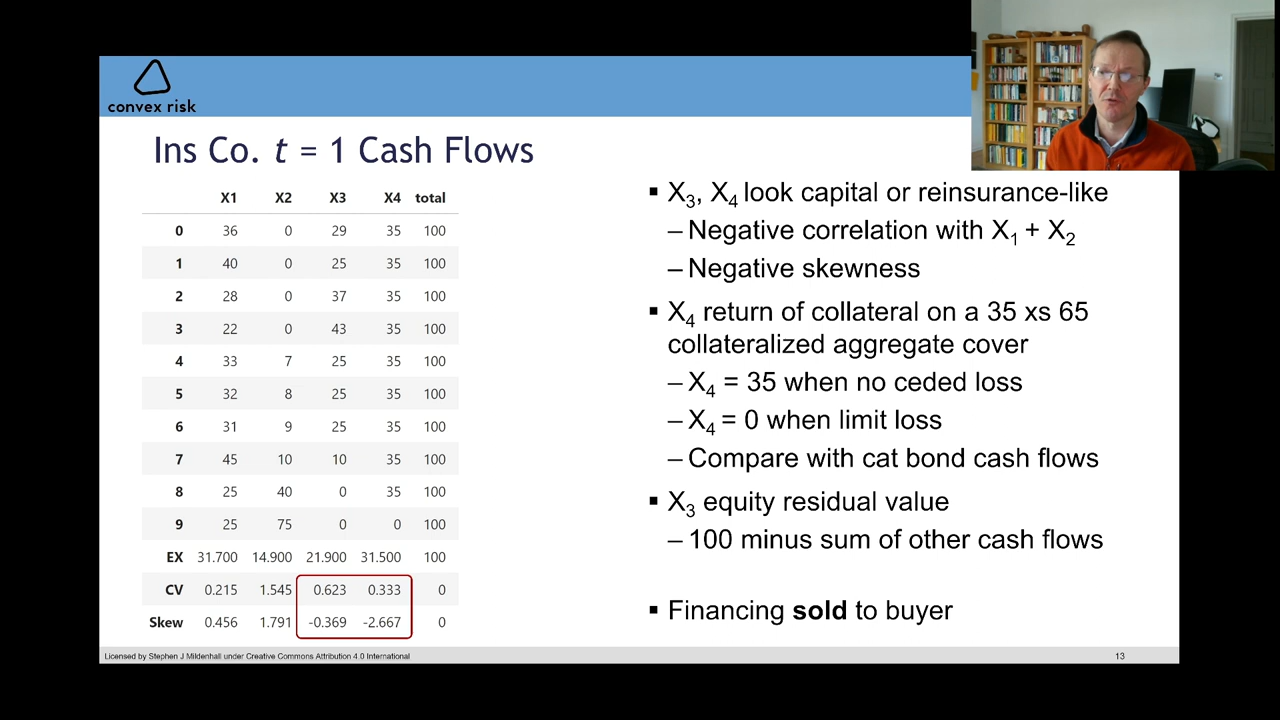 convex risk
Ins Co. t = 1 Cash Flows
X1 X2 X3 X4 total
0 36 0 29 35 100
1 40 0 25 35 100
2 28 0 37 35 100
3 22 0 43 35 100
4 33 7 25 35 100
5 32 8 25 35 100
6 31 9 25 35 100
7 45 10 10 35 100
8 25 40 0 35 100
9 25 75 0 0 100
EX 31.700 14.900 21.900 31.500 100
CV 0.215 1.545 0.623 0.333 0
Skew 0.456 1.791 -0.369 -2.667 0
▪ X₃, X₄ look capital or reinsurance-like
– Negative correlation with X₁ + X₂
– Negative skewness
▪ X₄ return of collateral on a 35 xs 65
collateralized aggregate cover
– X₄ = 35 when no ceded loss
– X₄ = 0 when limit loss
– Compare with cat bond cash flows
▪ X₃ equity residual value
– 100 minus sum of other cash flows
▪ Financing sold to buyer
Licensed by Stephen J Mildenhall under Creative Commons Attribution 4.0 International
13